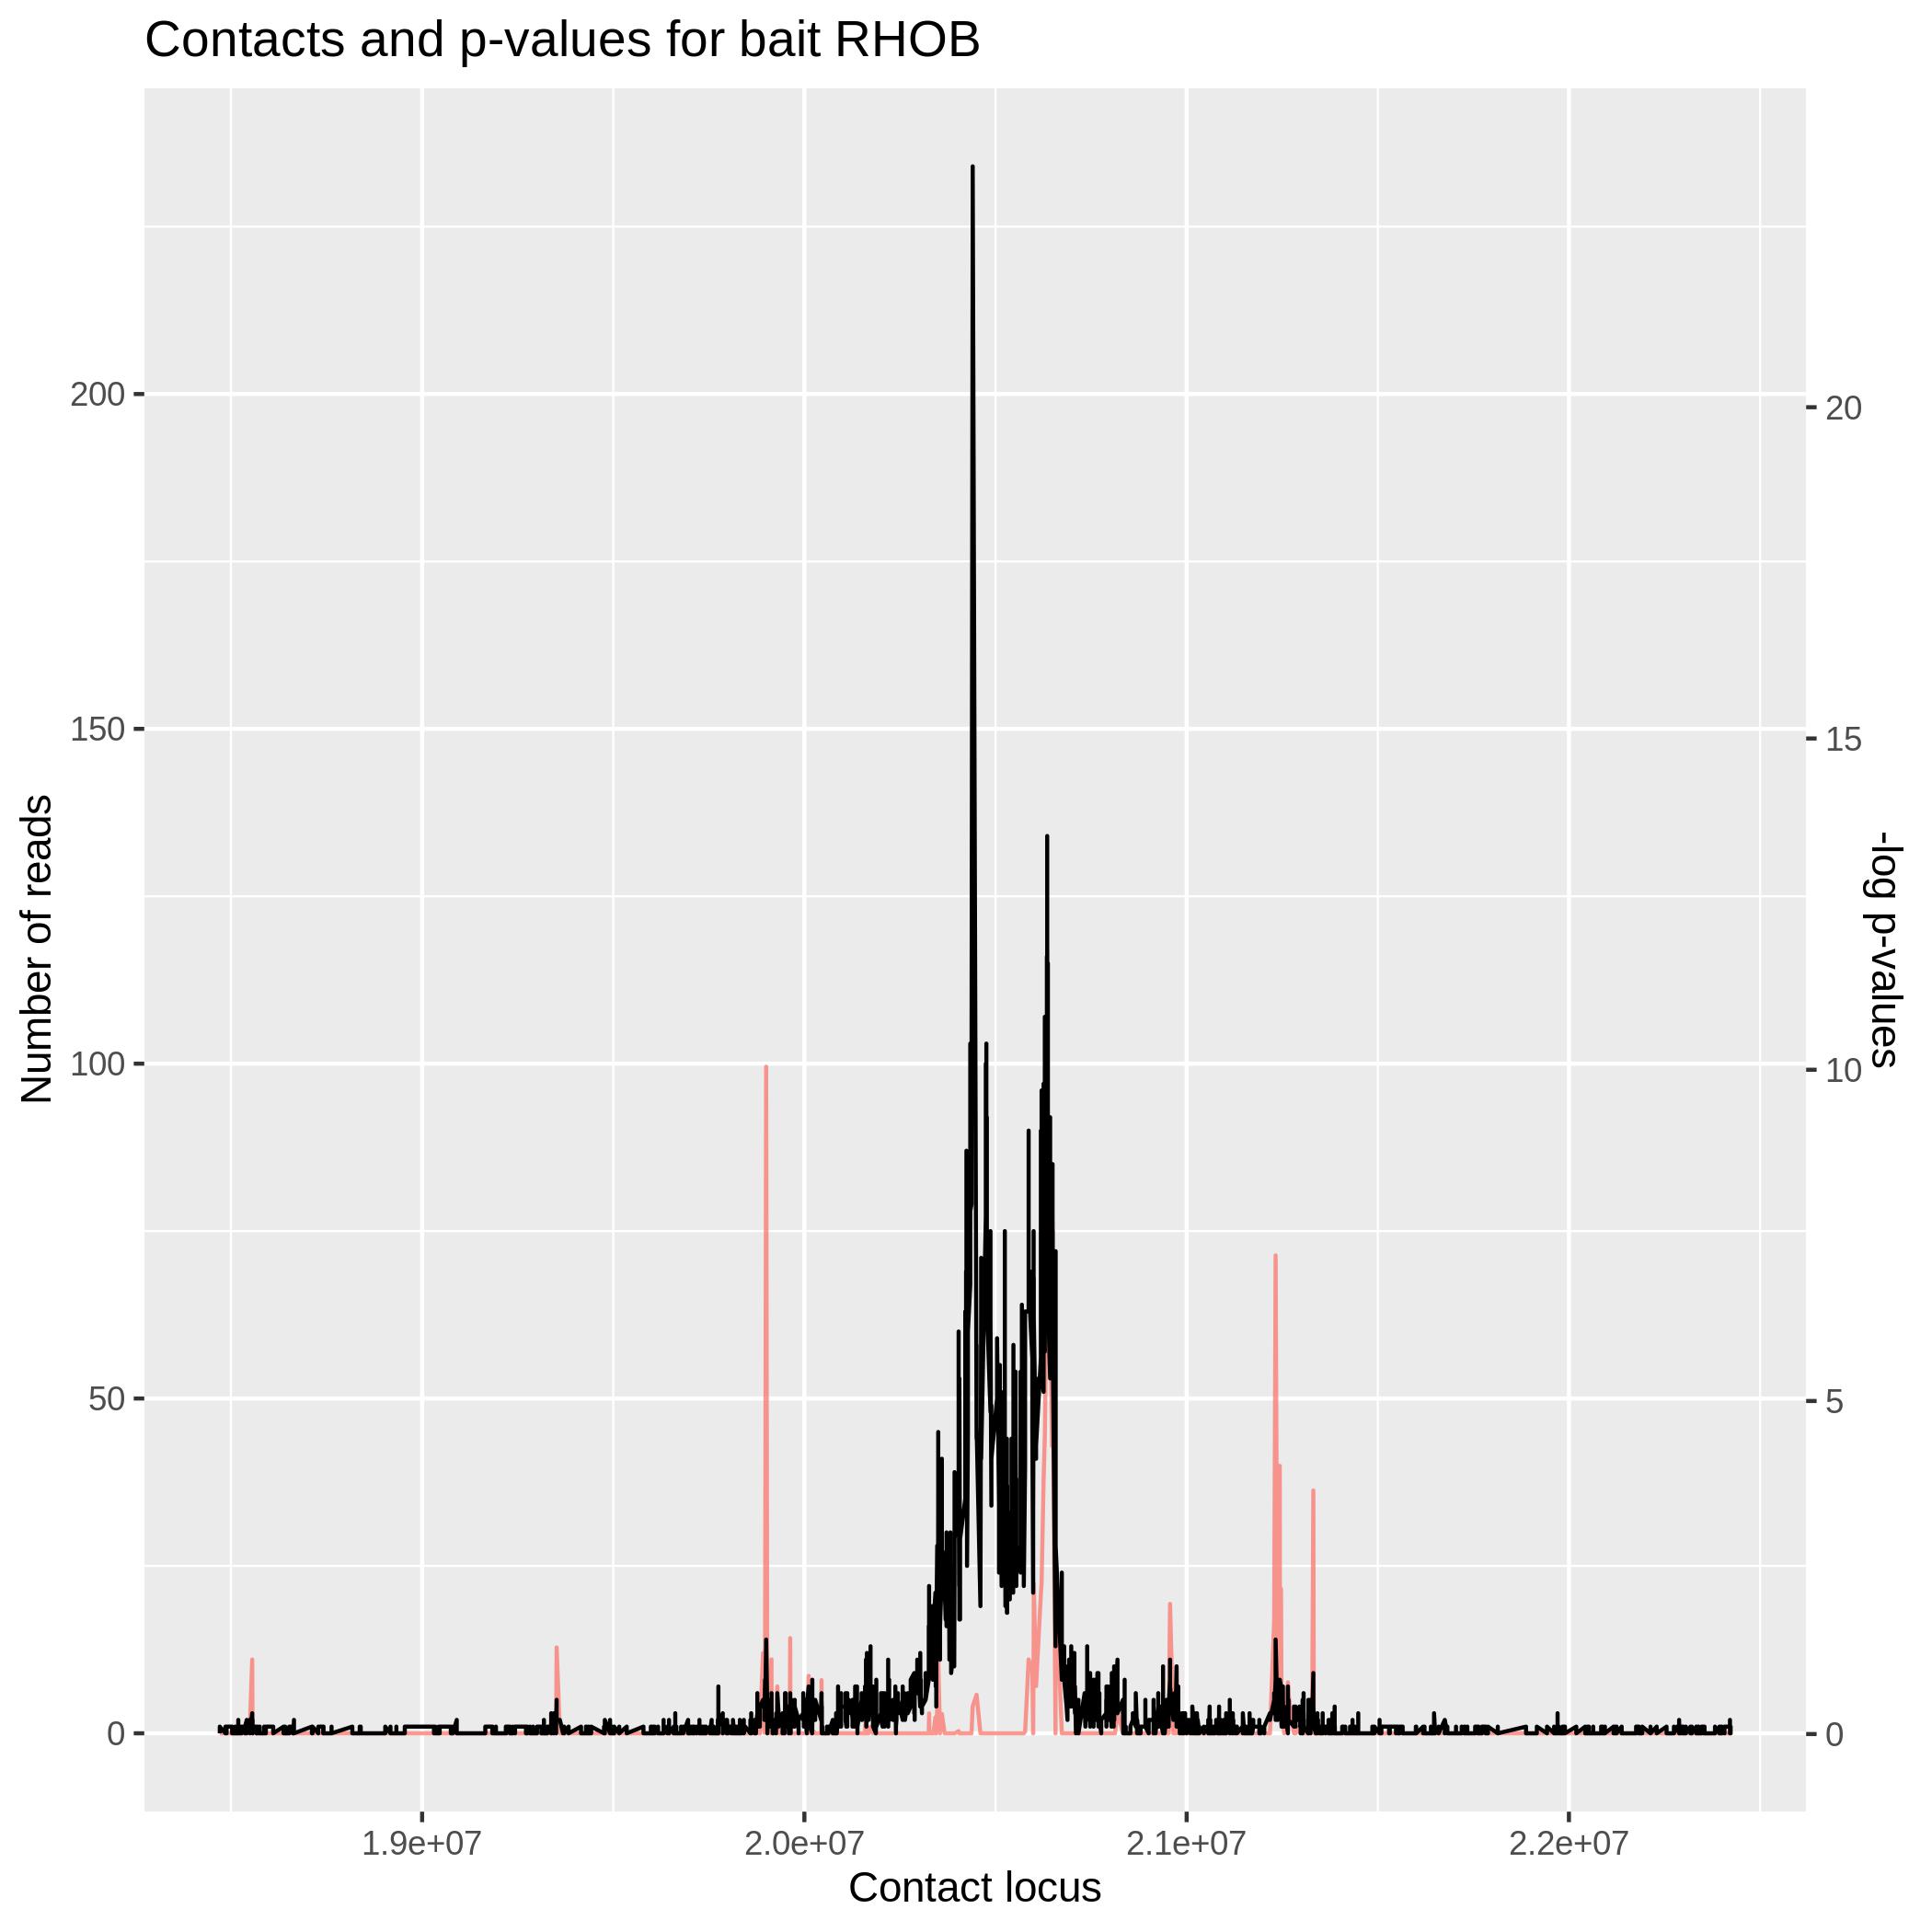 Contacts and p-values for bait RHOB
Number of reads
200
150
100
50
0
20
15
10
5
0
-log p-values
1.9e+07
2.0e+07
2.1e+07
2.2e+07
Contact locus